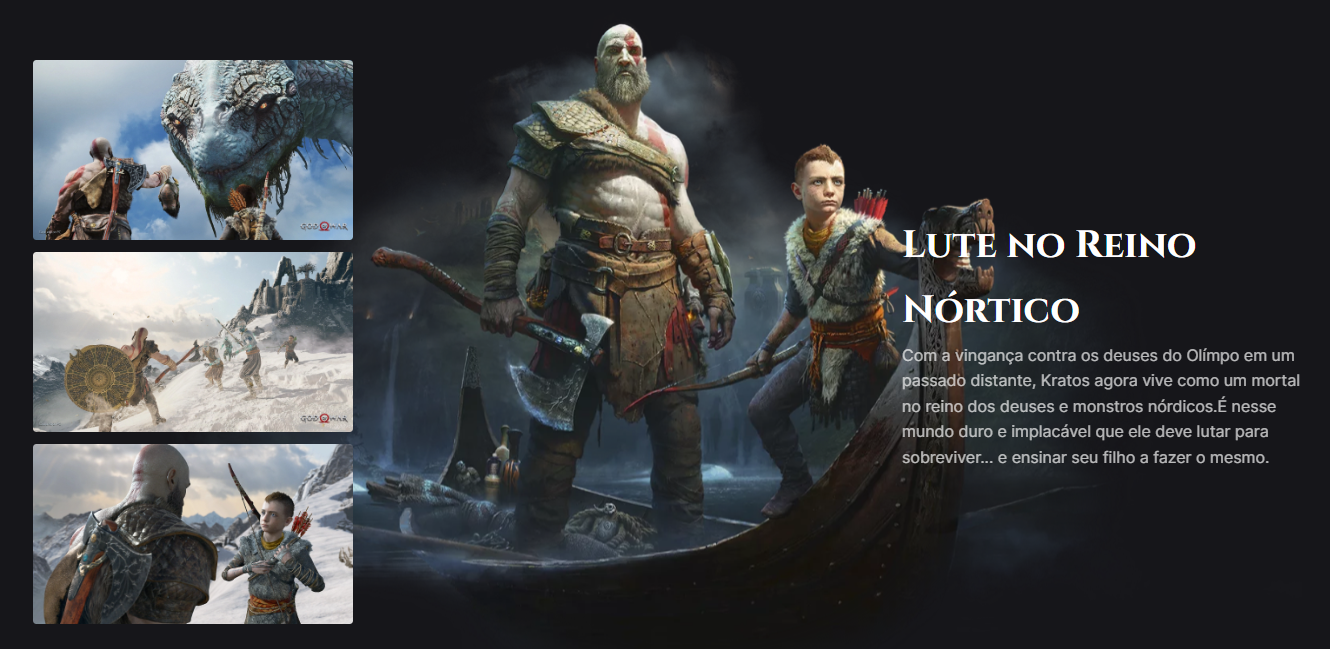 Lute no Reino
Nórtico
Com a vingança contra os deuses do Olímpo em um
passado distante, Kratos agora vive como um mortal
no reino dos deuses e monstros nórdicos.É nesse
mundo duro e implacável que ele deve lutar para
sobreviver... e ensinar seu filho a fazer o mesmo.